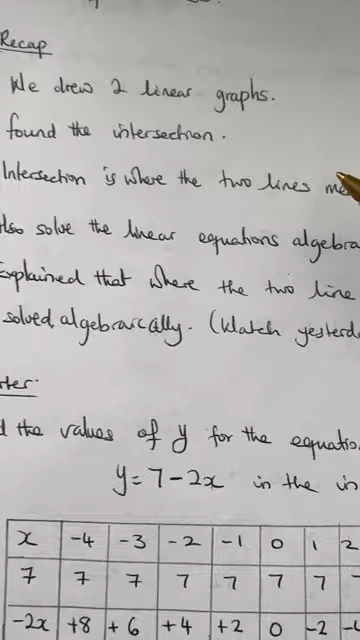 Recap
We drew 2 linear graphs.
found the intersection.
Intersection is where the two lines
solve the linear equations
Explained that where the two line
solved algebraically. (Watch
the values of y for the
y = 7 - 2x in the
x -4 -3 -2 -1 0 1 2
7 7 7 7 7 7 7
-2x +8 +6 +4 +2 0 -2